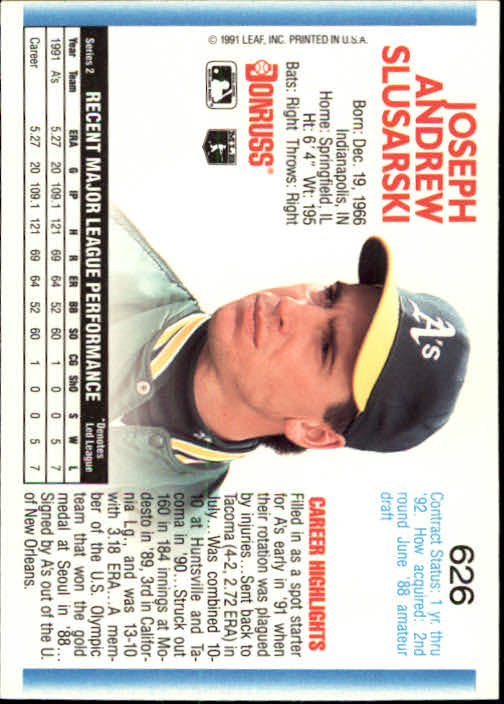 626
JOSEPH
ANDREW
SLUSARSKI
Born: Dec. 19, 1966
Indianapolis, IN
Home: Springfield, IL
Ht: 6'4" Wt: 195
Bats: Right Throws: Right
DONRUSS
© 1991 LEAF, INC. PRINTED IN U.S.A.
A's
Contract Status: 1 yr. thru
'92. How acquired: 2nd
round June '88 amateur
draft
CAREER HIGHLIGHTS
Filled in as a spot starter
for A's early in '91 when
their rotation was plagued
by injuries... Sent back to
Tacoma (4-2, 2.72 ERA) in
July... Was combined 10-
10 at Huntsville and Ta-
coma in '90... Struck out
160 in 184 innings at Mo-
desto in '89, 3rd in Califor-
nia Lg., and was 13-10
with 3.18 ERA... A mem-
ber of the U.S. Olympic
team that won the gold
medal at Seoul in '88...
Signed by A's out of the U.
of New Orleans.
Series 2 RECENT MAJOR LEAGUE PERFORMANCE *Denotes Led League
Year Team ERA G IP H R ER BB SO CG ShO S W L
1991 A's 5.27 20 109.1 121 69 64 52 60 1 0 0 5 7
Career 5.27 20 109.1 121 69 64 52 60 1 0 0 5 7